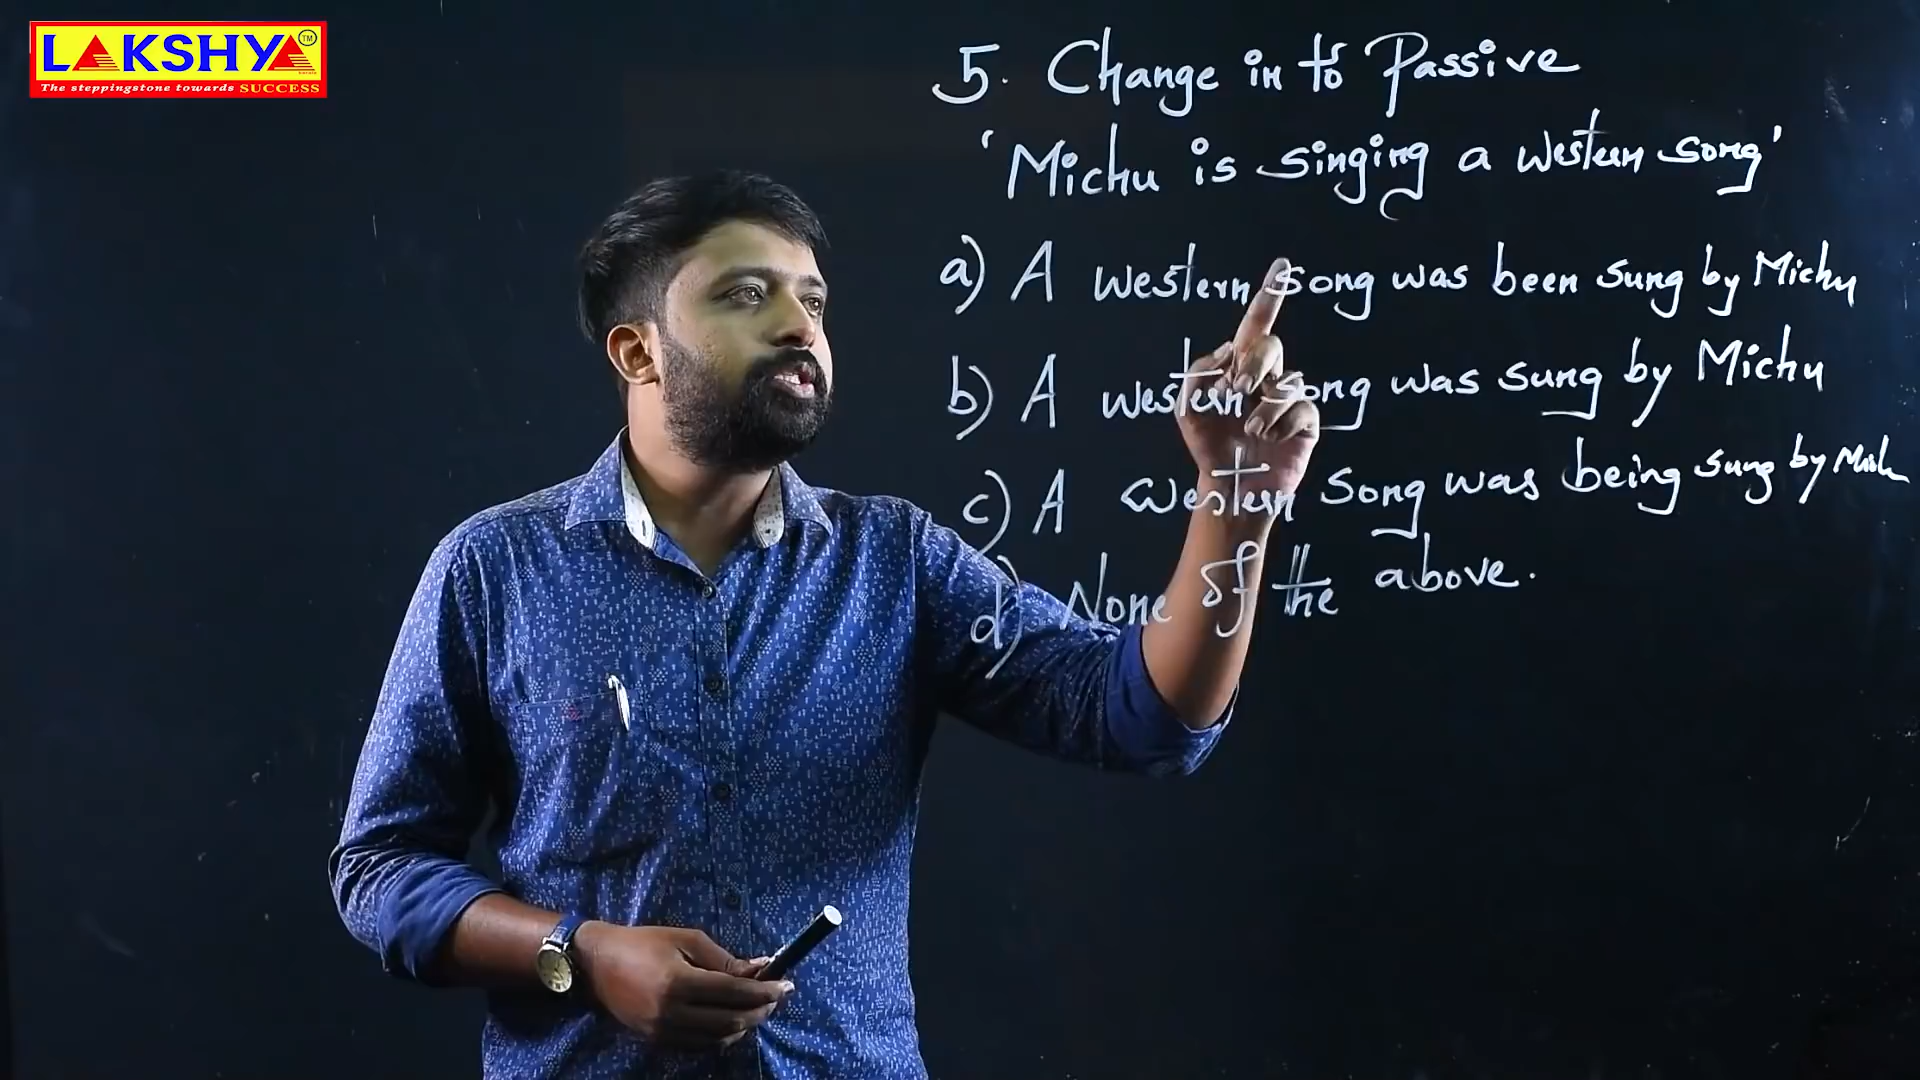 LAKSHYA TM
The steppingstone towards SUCCESS
5. Change in to Passive
'Michu is singing a western song'
a) A western song was been sung by Michu
b) A western song was sung by Michu
c) A western song was being sung by Mich
d) None of the above.